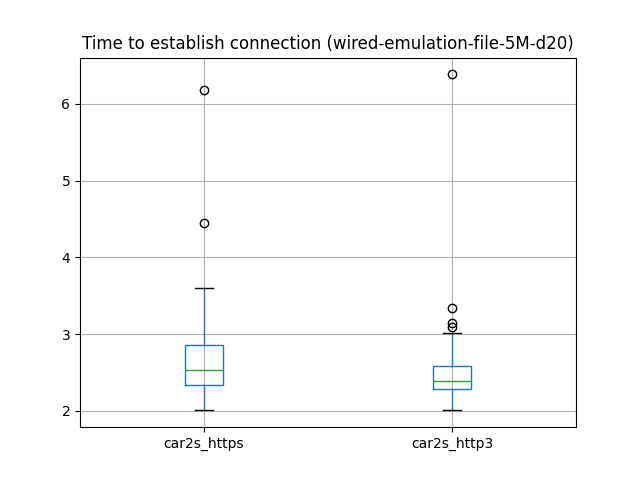 Time to establish connection (wired-emulation-file-5M-d20)
6
5
4
3
2
car2s_https
car2s_http3